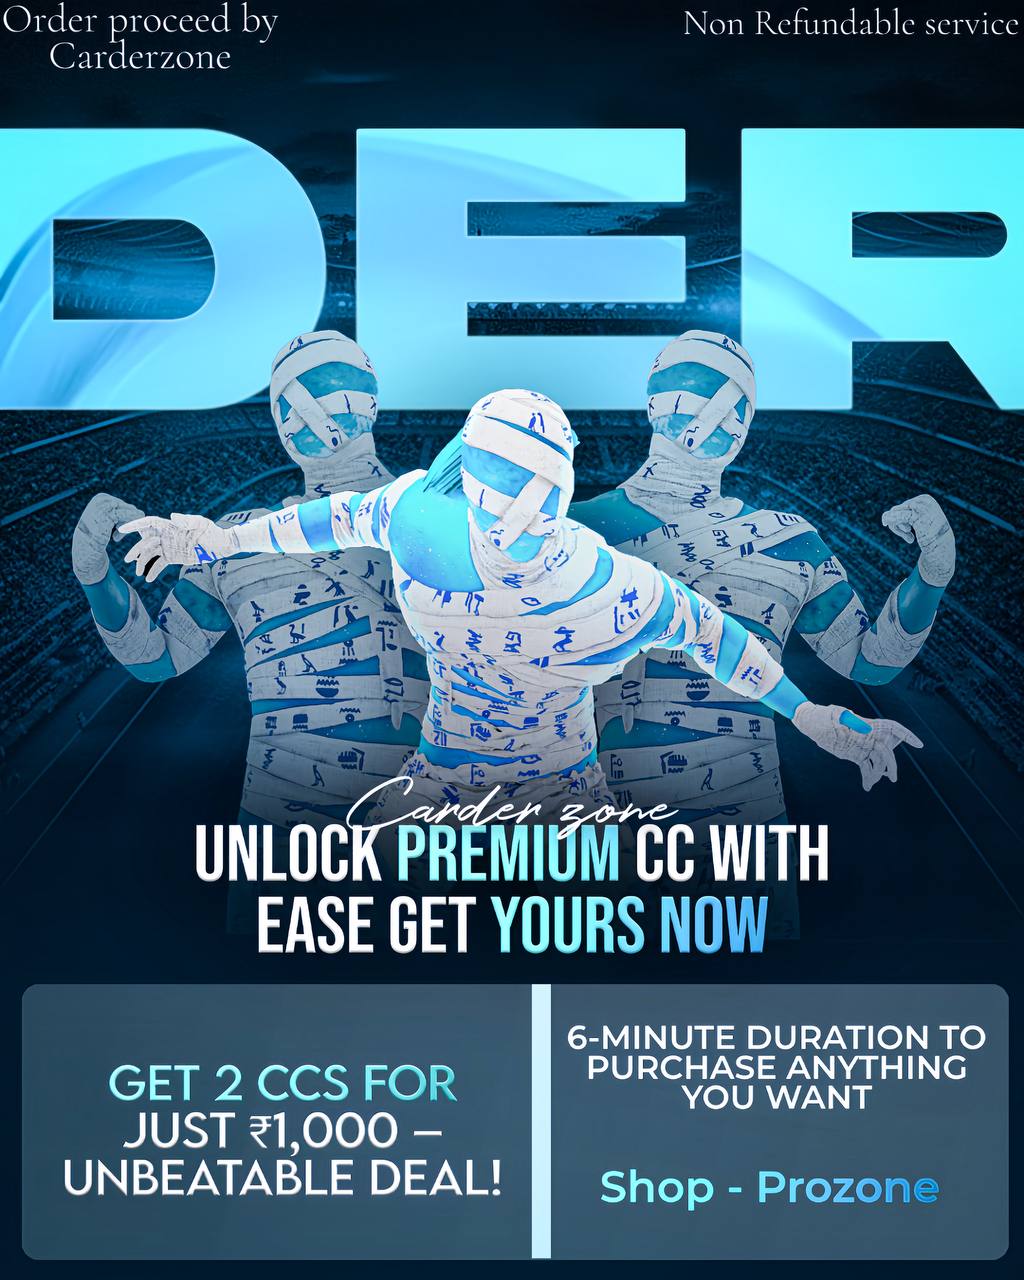 Order proceed by
Carderzone
Non Refundable service
DER
Carder zone
UNLOCK PREMIUM CC WITH
EASE GET YOURS NOW
GET 2 CCS FOR
JUST ₹1,000 –
UNBEATABLE DEAL!
6-MINUTE DURATION TO
PURCHASE ANYTHING
YOU WANT
Shop - Prozone